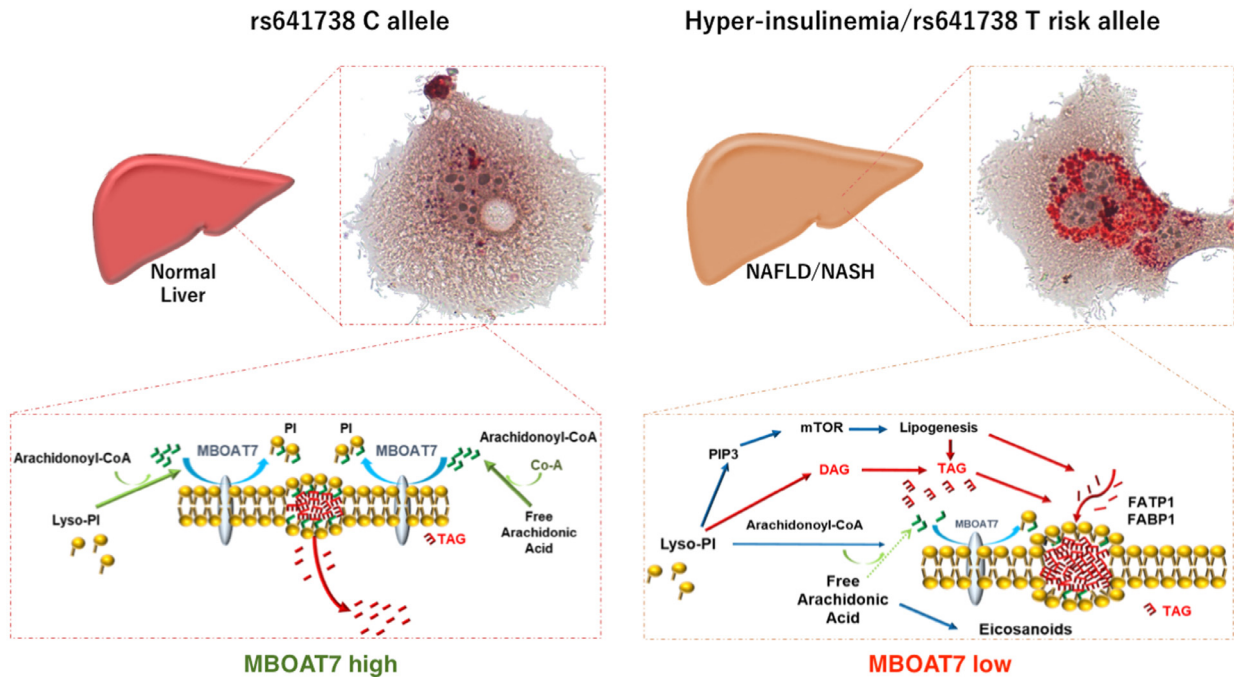 rs641738 C allele
Hyper-insulinemia/rs641738 T risk allele
Normal
Liver
NAFLD/NASH
PI
PI
Arachidonoyl-CoA
MBOAT7
MBOAT7
Arachidonoyl-CoA
Co-A
Lyso-PI
Free
Arachidonic
Acid
TAG
MBOAT7 high
mTOR
Lipogenesis
PIP3
DAG
TAG
FATP1
FABP1
Arachidonoyl-CoA
MBOAT7
Lyso-PI
Free
Arachidonic
Acid
TAG
Eicosanoids
MBOAT7 low